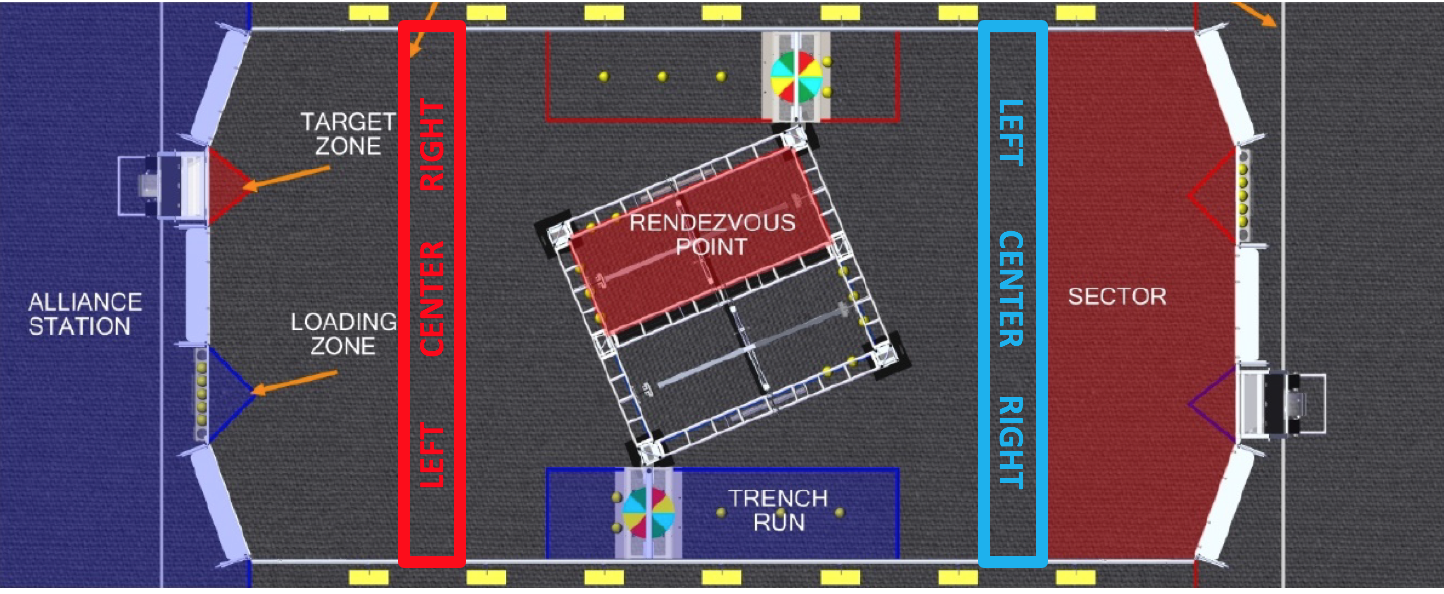 TARGET
ZONE
ALLIANCE
STATION
LOADING
ZONE
LEFT CENTER RIGHT
RENDEZVOUS
POINT
TRENCH
RUN
LEFT CENTER RIGHT
SECTOR